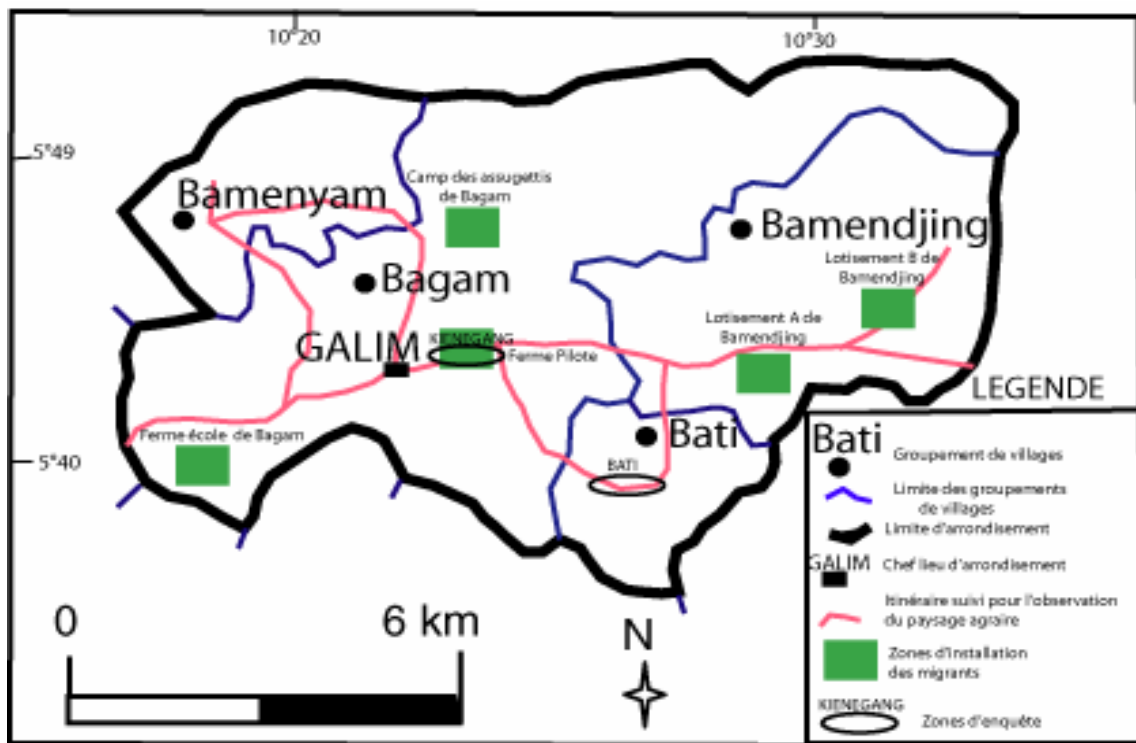 10°20
10°30
5°49
Camp des assugettis
de Bagam
Bamenyam
Bamendjing
Lotisement B de
Bamendjing
Bagam
Lotisement A de
Bamendjing
GALIM
KIENEGANG
Ferme Pilote
LEGENDE
Ferme école de Bagam
Bati
BATI
5°40
Bati
Groupement de villages
Limite des groupements
de villages
Limite d'arrondisement
GALIM
Chef lieu d'arrondisement
Itinéraire suivi pour l'observation
du paysage agraire
Zones d'installation
des migrants
KIENEGANG
Zones d'enquête
0
6 km
N